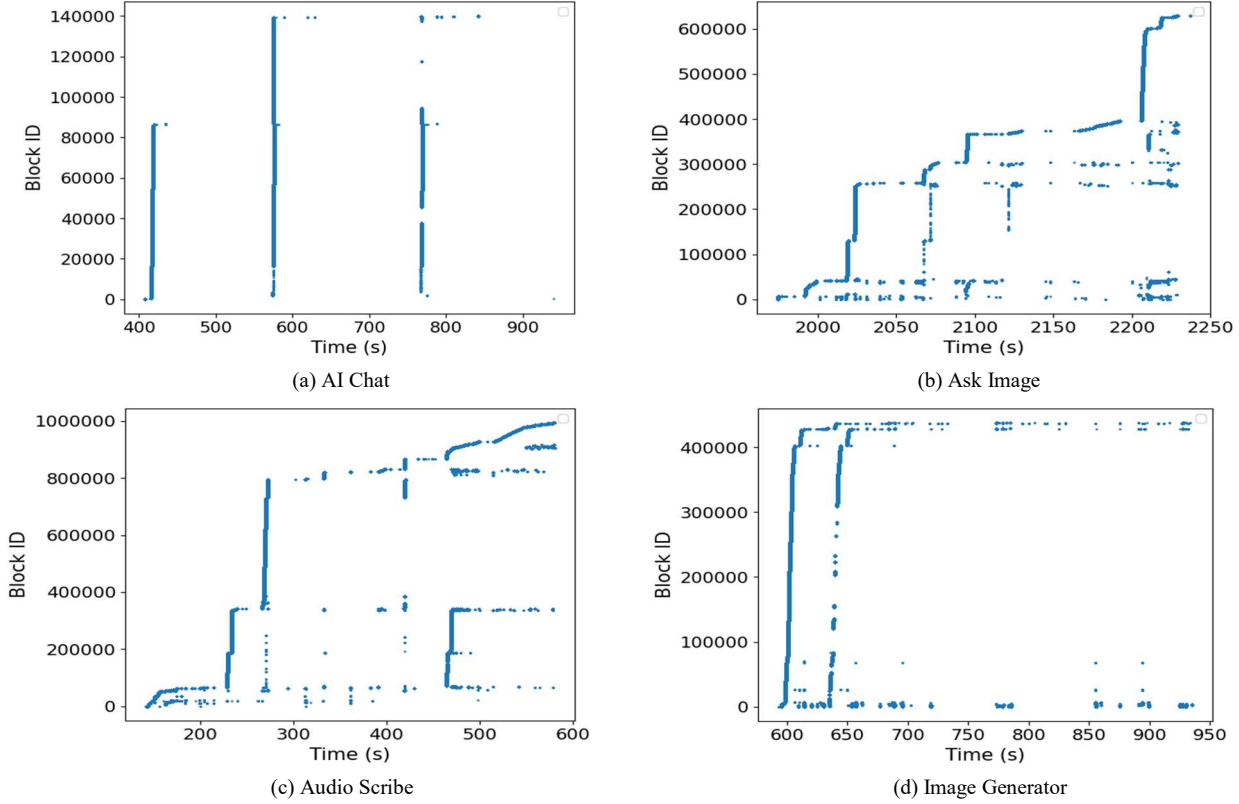 140000
120000
100000
80000
60000
40000
20000
0
Block ID
400 500 600 700 800 900
Time (s)
(a) AI Chat
600000
500000
400000
300000
200000
100000
0
Block ID
2000 2050 2100 2150 2200 2250
Time (s)
(b) Ask Image
1000000
800000
600000
400000
200000
0
Block ID
200 300 400 500 600
Time (s)
(c) Audio Scribe
400000
300000
200000
100000
0
Block ID
600 650 700 750 800 850 900 950
Time (s)
(d) Image Generator